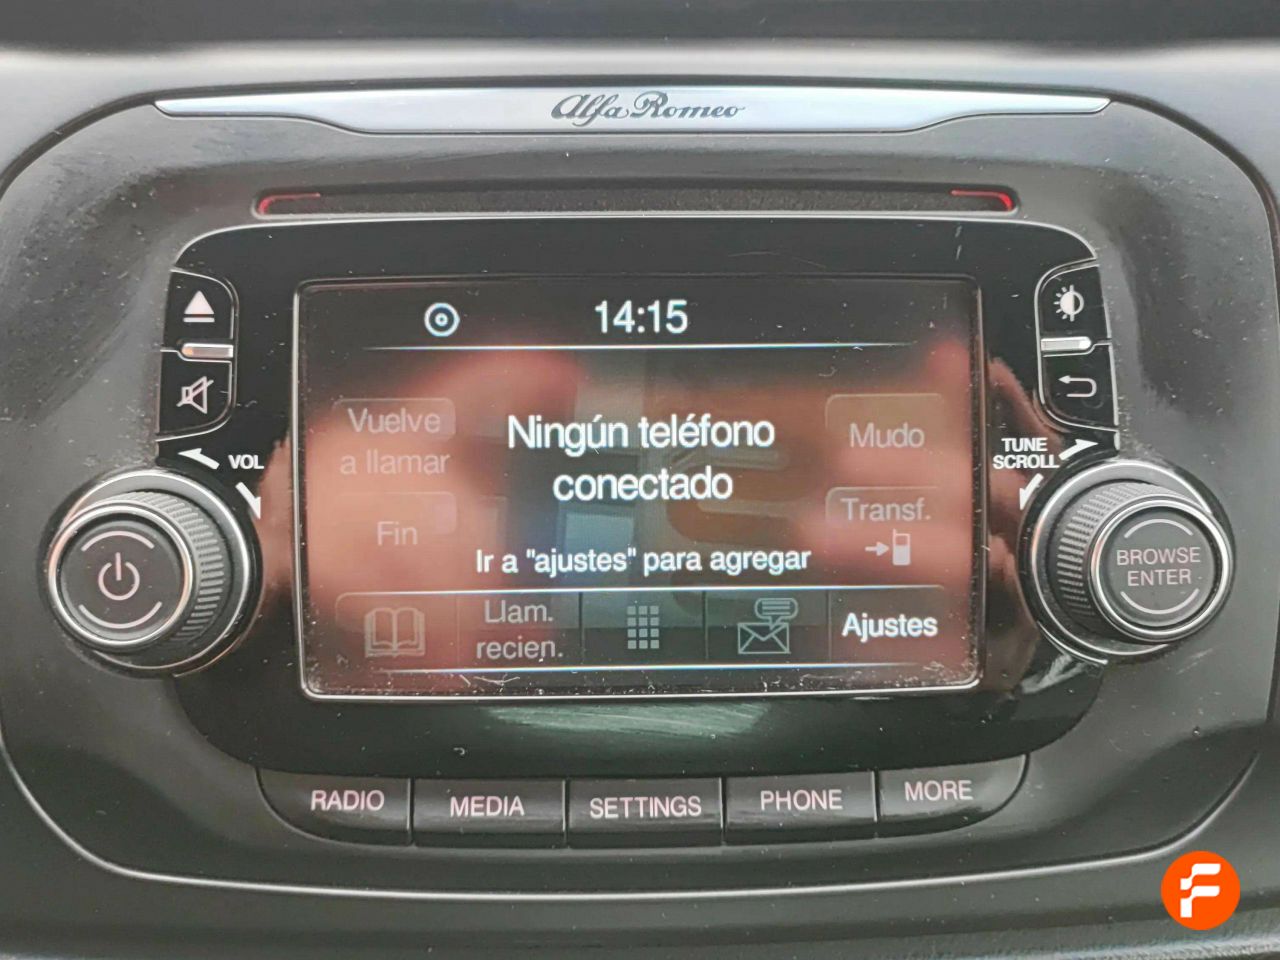 Alfa Romeo
14:15
Vuelve
a llamar
Ningún teléfono
conectado
Mudo
Fin
Transf.
Ir a "ajustes" para agregar
Llam.
recien.
Ajustes
VOL
TUNE
SCROLL
BROWSE
ENTER
RADIO
MEDIA
SETTINGS
PHONE
MORE
F